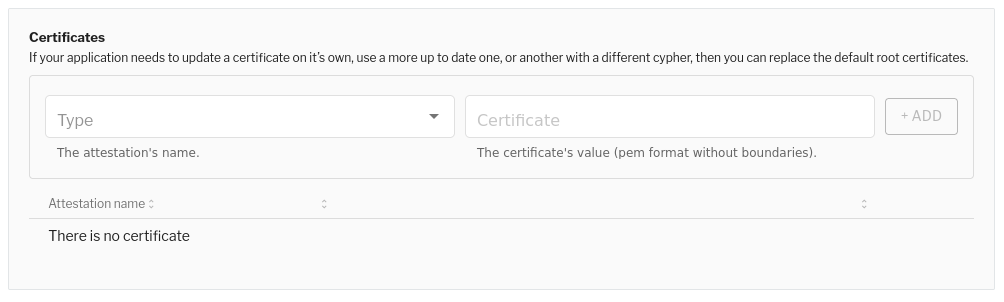 Certificates
If your application needs to update a certificate on it's own, use a more up to date one, or another with a different cypher, then you can replace the default root certificates.
Type
Certificate
+ ADD
The attestation's name.
The certificate's value (pem format without boundaries).
Attestation name
There is no certificate